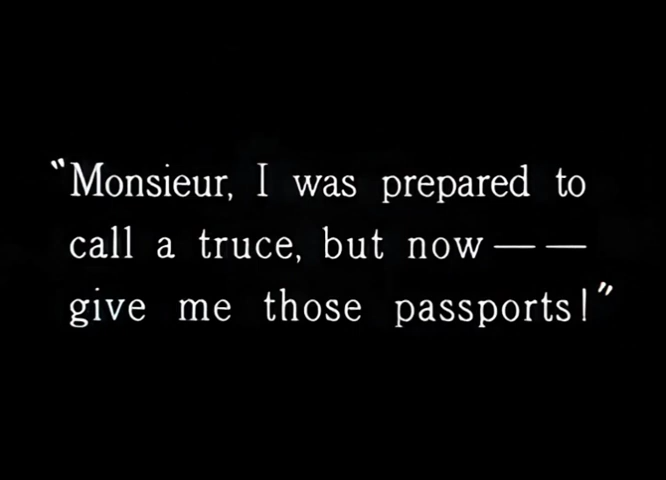 "Monsieur, I was prepared to
call a truce, but now — —
give me those passports!"